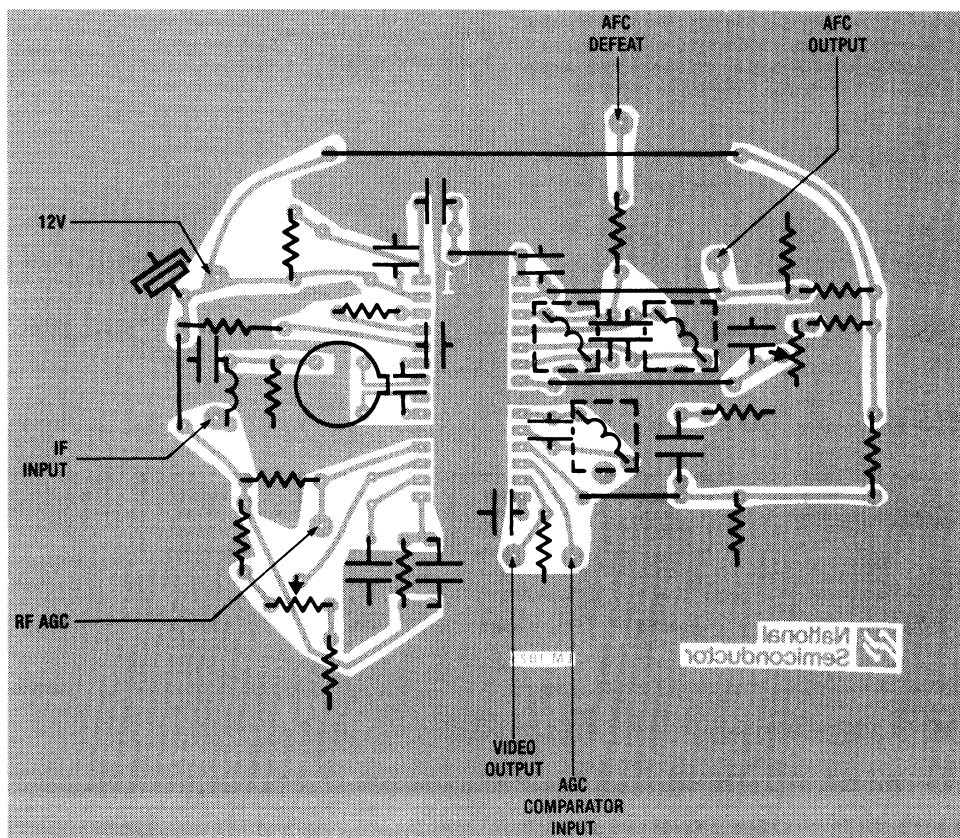 AFC
DEFEAT
AFC
OUTPUT
12V
IF
INPUT
RF AGC
National
Semiconductor
VIDEO
OUTPUT
AGC
COMPARATOR
INPUT